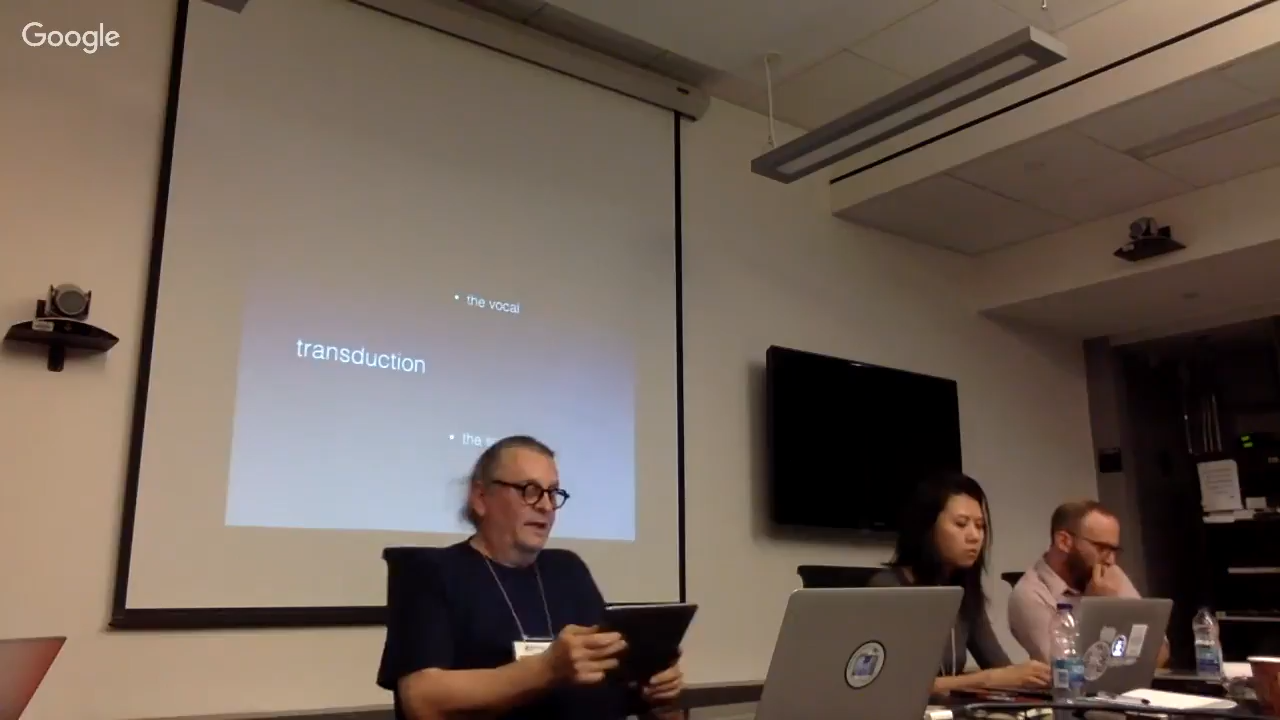 Google
• the vocal
transduction
• the